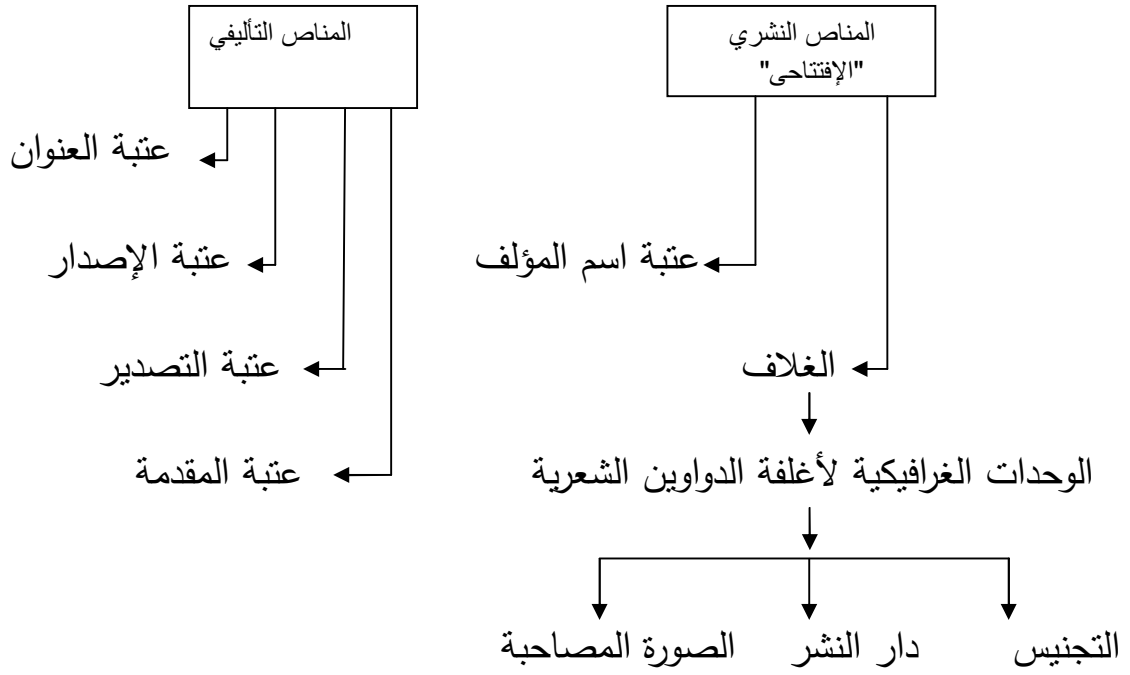 المناص النشري
"الإفتتاحى"
المناص التأليفي
عتبة العنوان
عتبة اسم المؤلف
عتبة الإصدار
الغلاف
عتبة التصدير
الوحدات الغرافيكية لأغلفة الدواوين الشعرية
عتبة المقدمة
التجنيس
دار النشر
الصورة المصاحبة